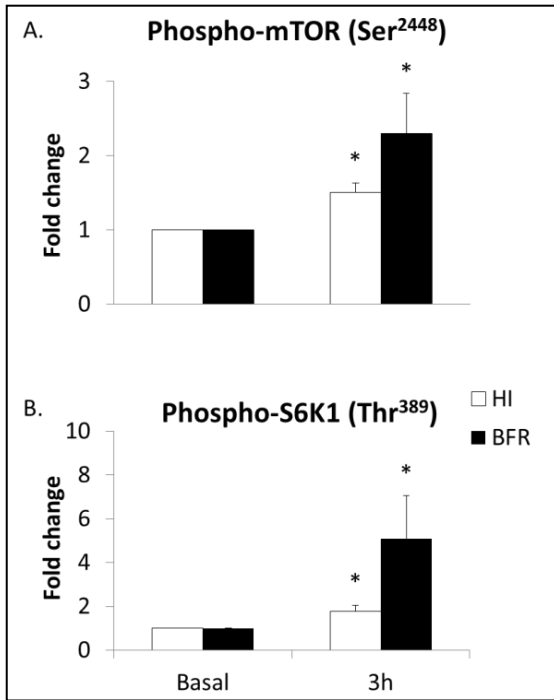 A.
Phospho-mTOR (Ser2448)
3
2
1
0
Fold change
*
*
B.
Phospho-S6K1 (Thr389)
HI
BFR
10
8
6
4
2
0
Fold change
*
*
Basal
3h